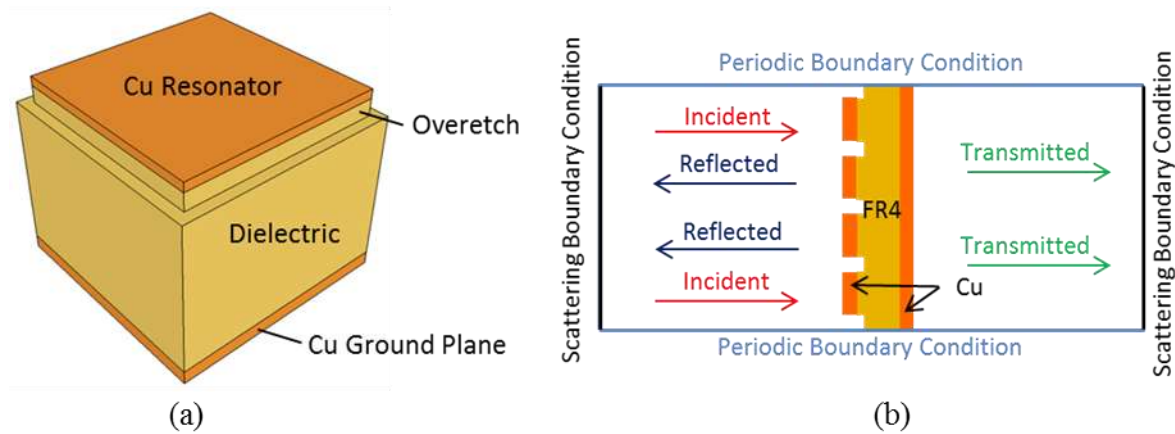 Cu Resonator
Overetch
Dielectric
Cu Ground Plane
(a)
Periodic Boundary Condition
Scattering Boundary Condition
Incident
Reflected
Reflected
Incident
FR4
Cu
Transmitted
Transmitted
Scattering Boundary Condition
Periodic Boundary Condition
(b)